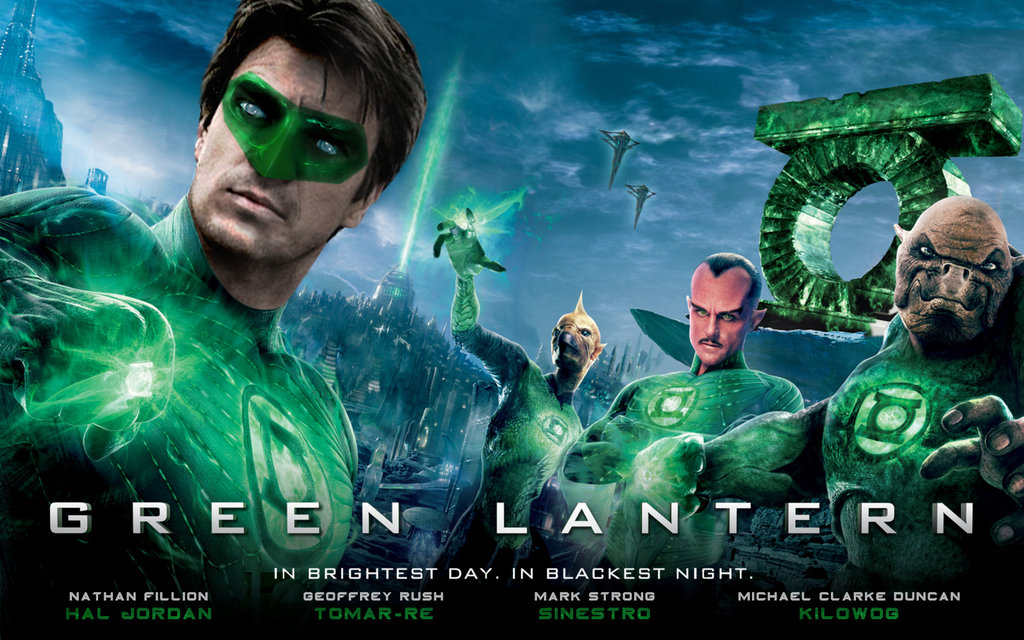 GREEN LANTERN
IN BRIGHTEST DAY. IN BLACKEST NIGHT.
NATHAN FILLION GEOFFREY RUSH MARK STRONG MICHAEL CLARKE DUNCAN
HAL JORDAN TOMAR-RE SINESTRO KILOWOG